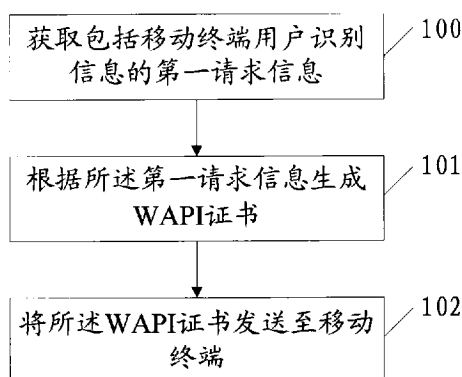 获取包括移动终端用户识别
信息的第一请求信息
100
根据所述第一请求信息生成
WAPI证书
101
将所述WAPI证书发送至移动
终端
102